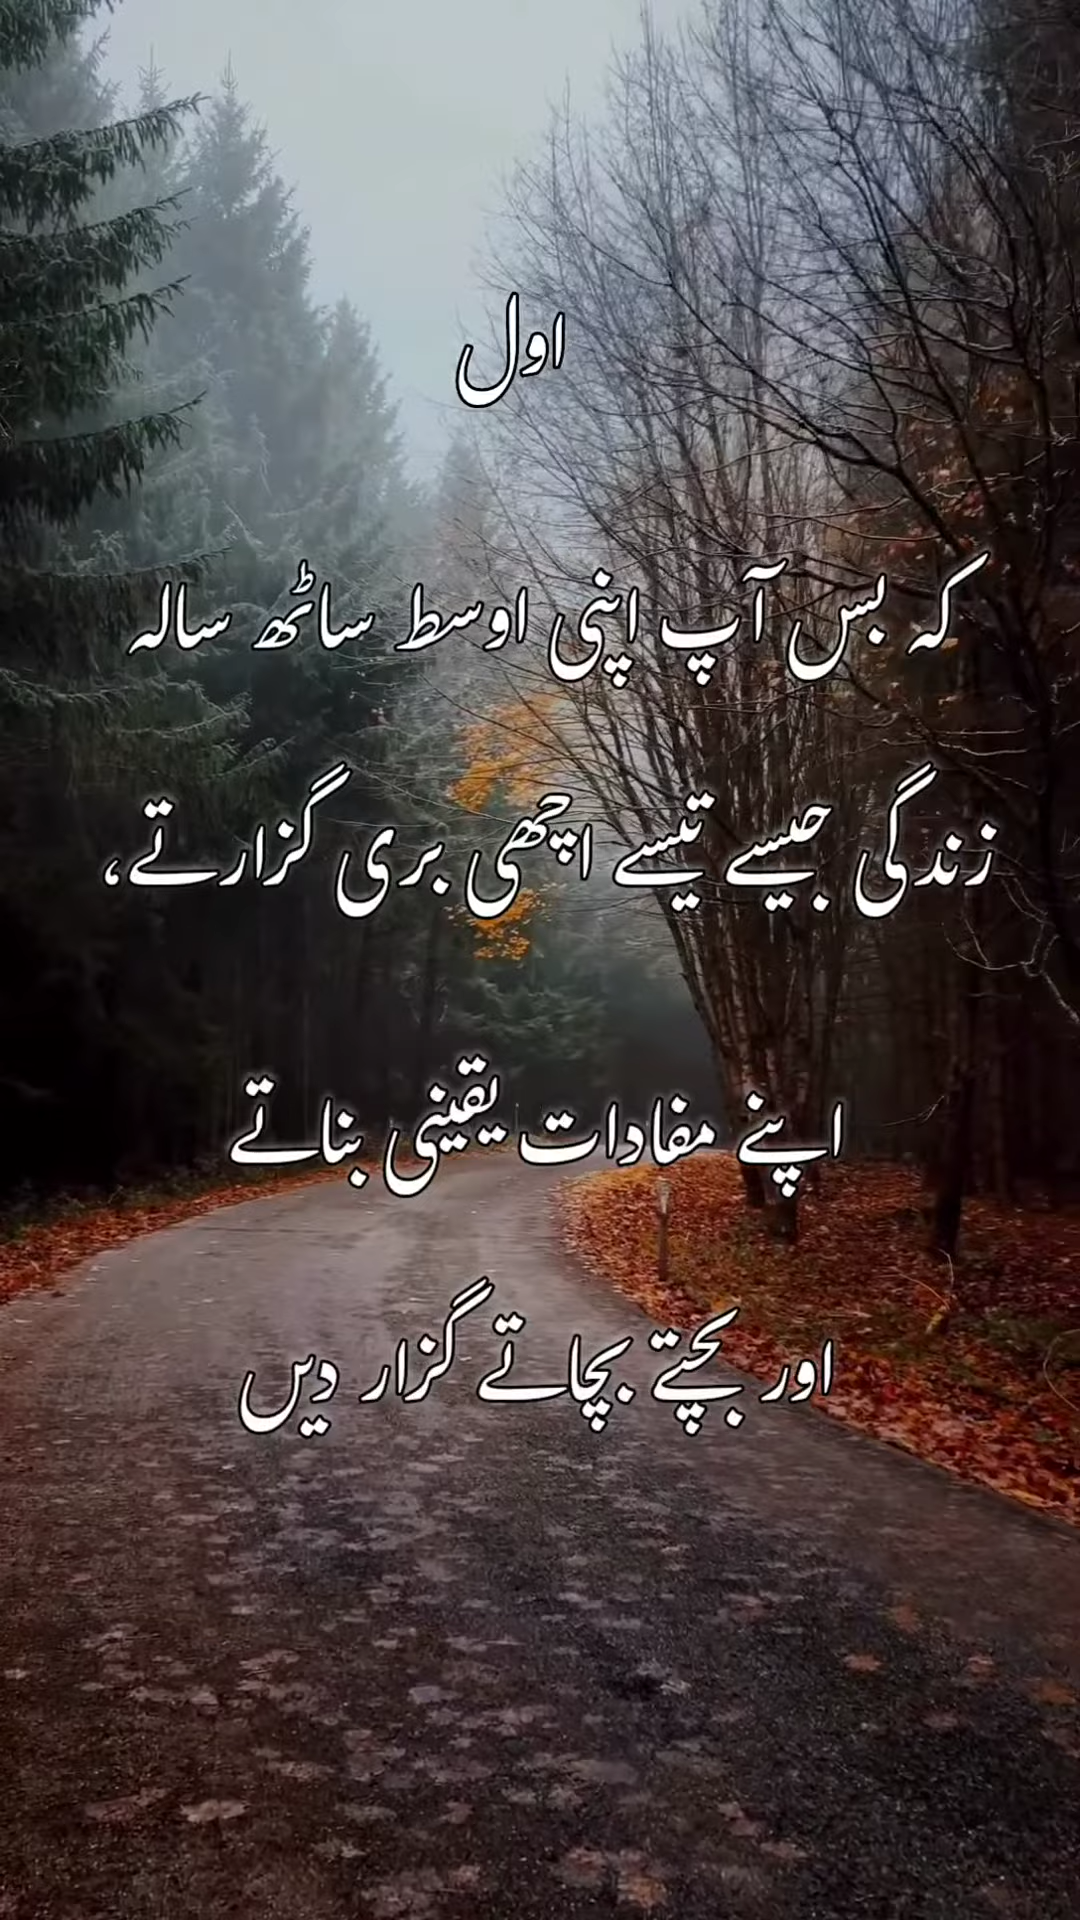 اول
کہ بس آپ اپنی اوسط ساٹھ سالہ
زندگی جیسے تیسے اچھی بری گزارتے،
اپنے مفادات یقینی بناتے
اور بچتے بچاتے گزار دیں